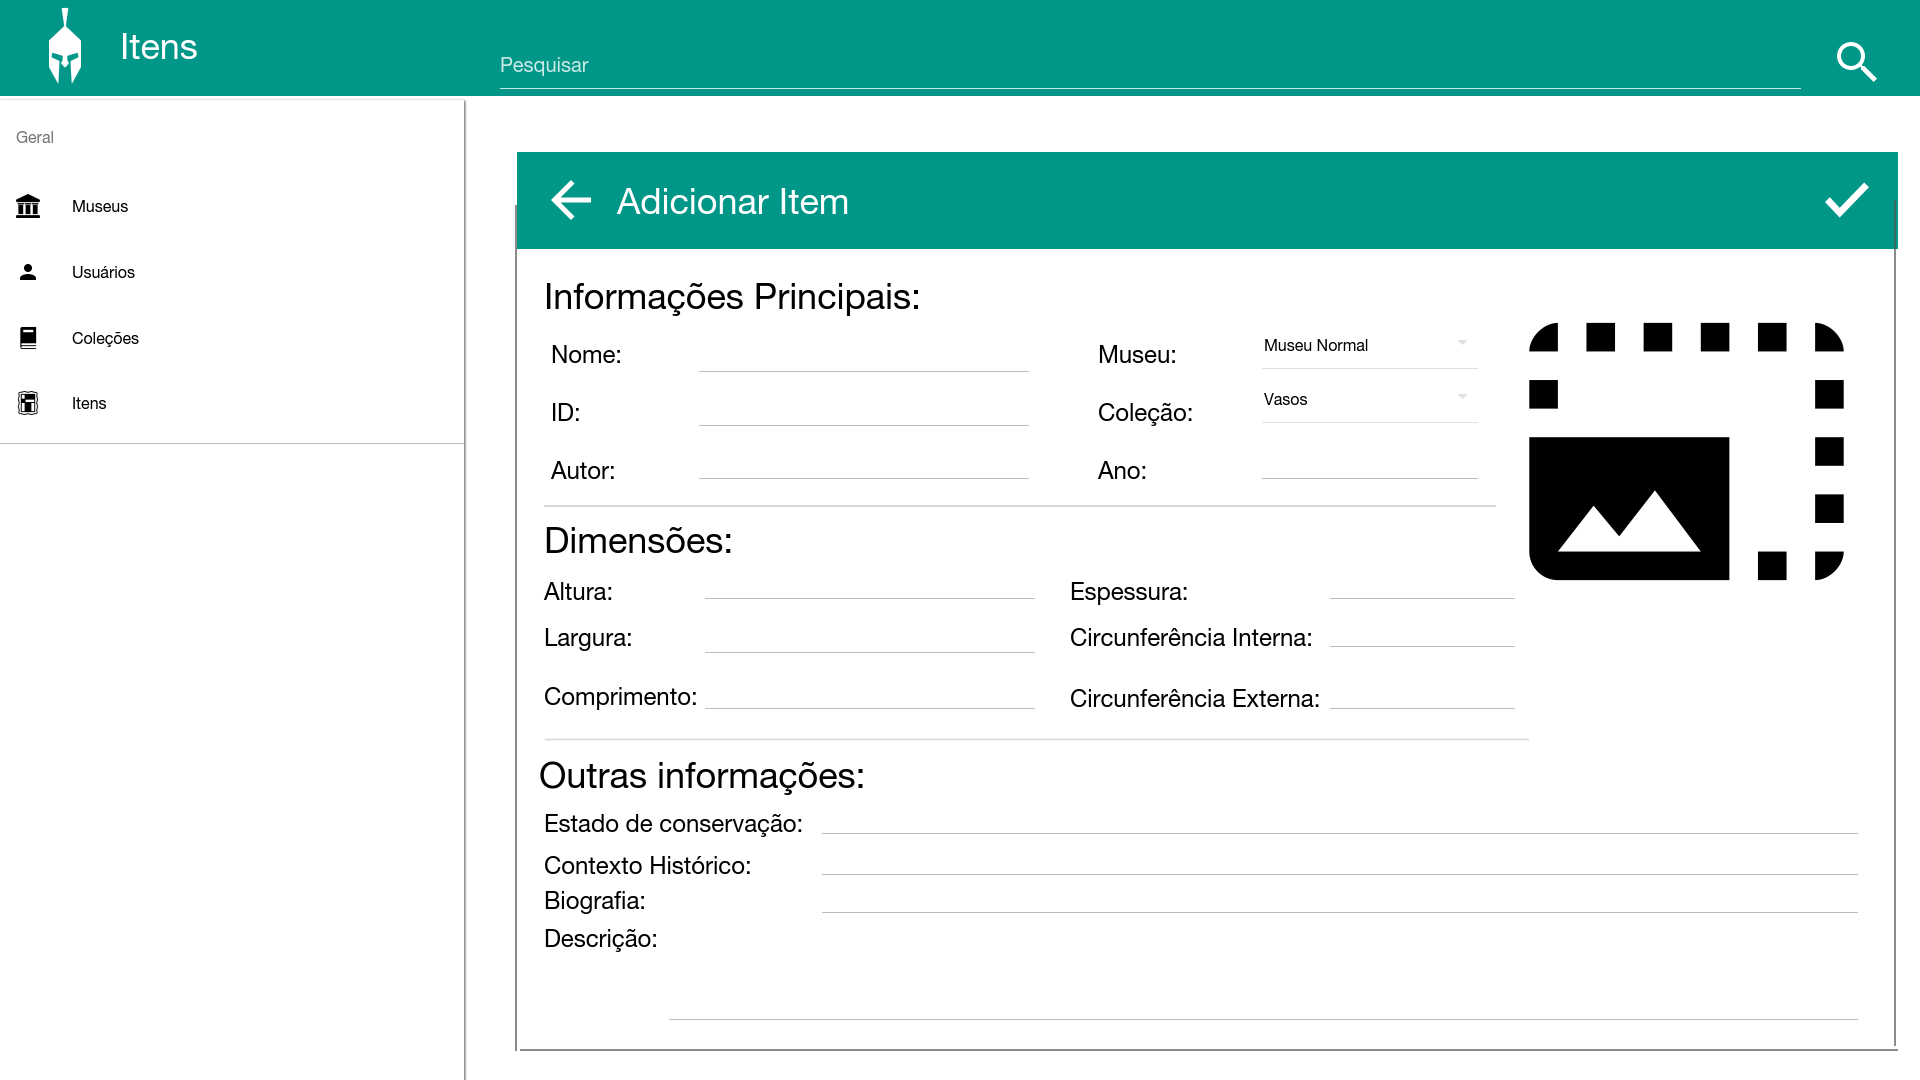 Itens
Pesquisar
Geral
Museus
Usuários
Coleções
Itens
Adicionar Item
Informações Principais:
Nome:
Museu: Museu Normal
ID:
Coleção: Vasos
Autor:
Ano:
Dimensões:
Altura:
Espessura:
Largura:
Circunferência Interna:
Comprimento:
Circunferência Externa:
Outras informações:
Estado de conservação:
Contexto Histórico:
Biografia:
Descrição: